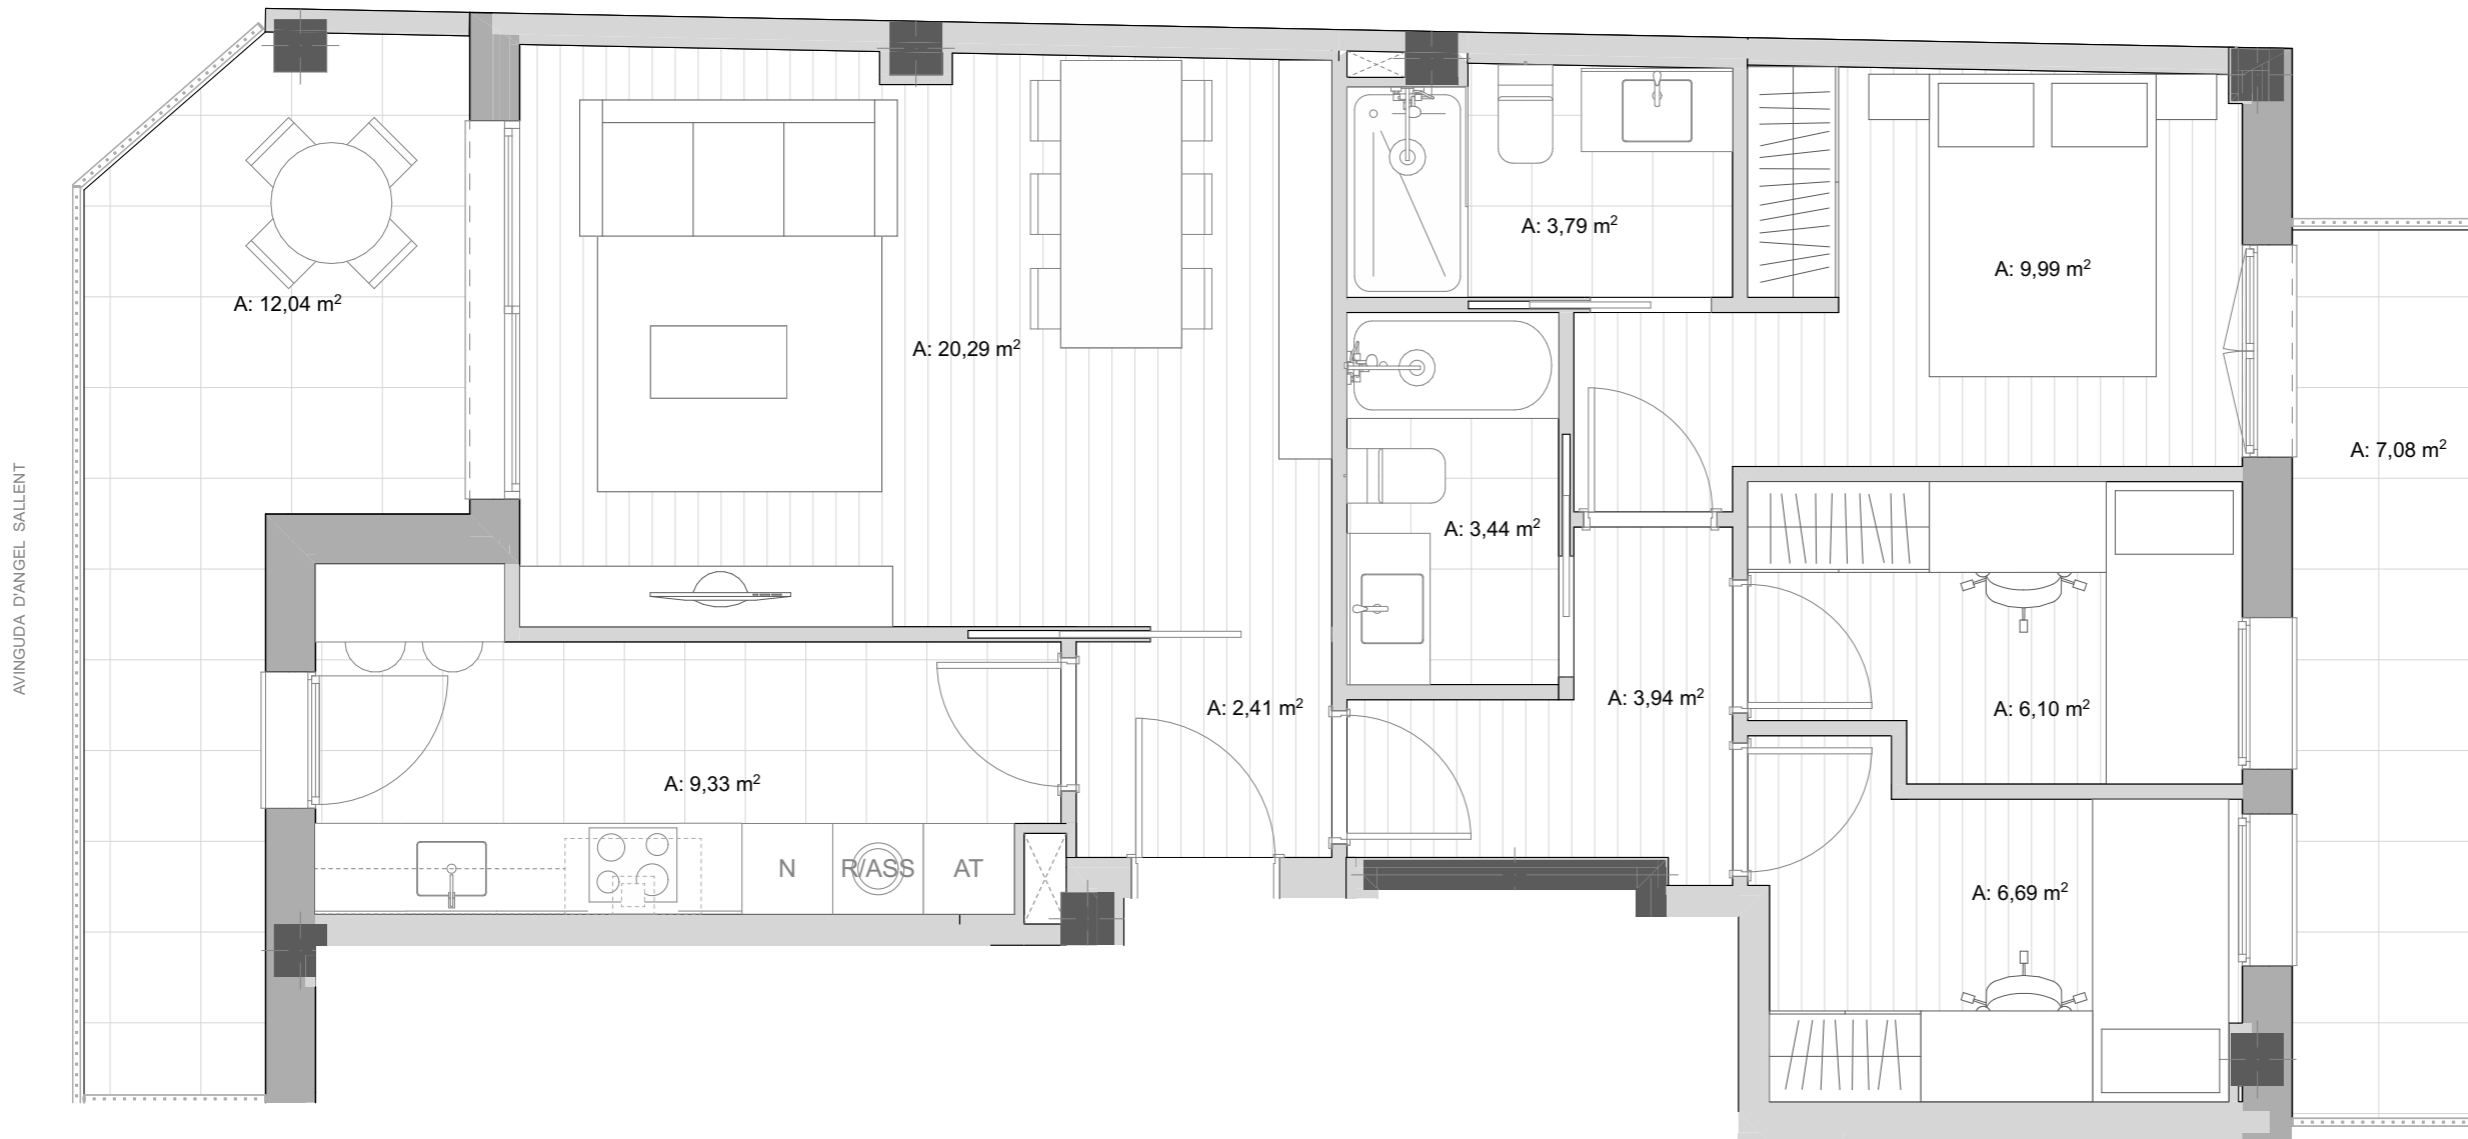 A: 3,79 m²
A: 9,99 m²
A: 12,04 m²
A: 20,29 m²
A: 7,08 m²
AVINGUDA D'ANGEL SALLENT
A: 3,44 m²
A: 2,41 m²
A: 3,94 m²
A: 6,10 m²
A: 9,33 m²
N
R/ASS
AT
A: 6,69 m²